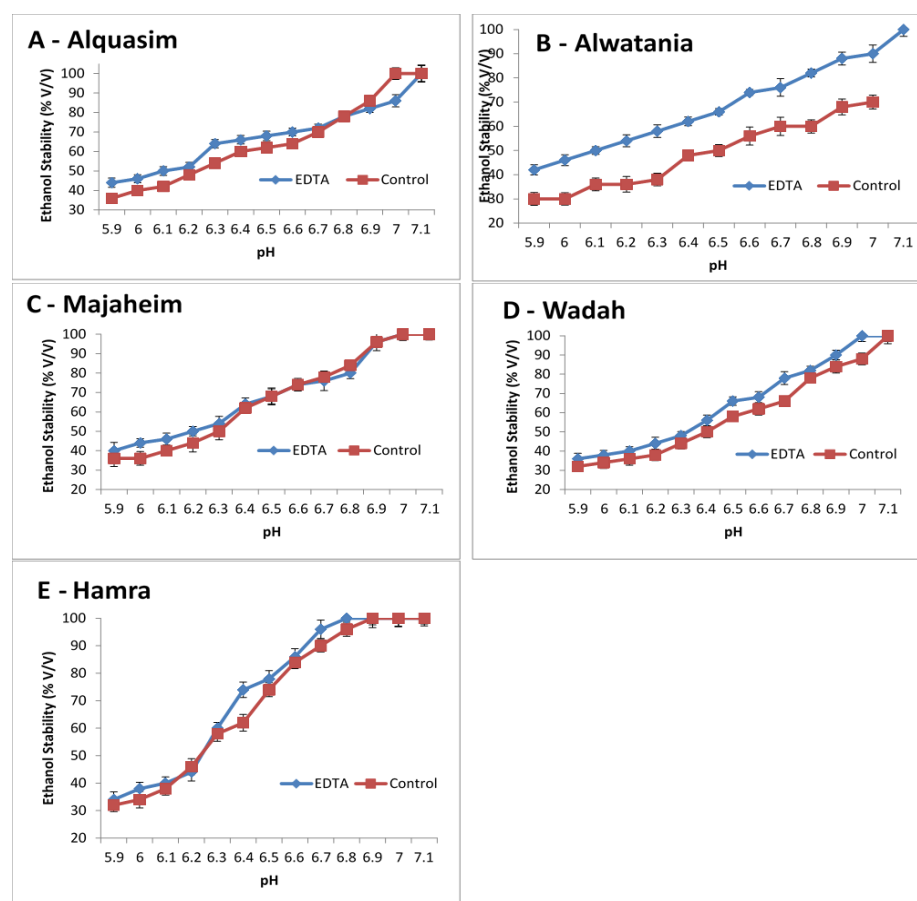 A - Alquasim
Ethanol Stability (% V/V)
100
90
80
70
60
50
40
30
EDTA Control
5.9 6 6.1 6.2 6.3 6.4 6.5 6.6 6.7 6.8 6.9 7 7.1
pH
B - Alwatania
Ethanol Stability (% V/V)
100
90
80
70
60
50
40
30
20
EDTA Control
5.9 6 6.1 6.2 6.3 6.4 6.5 6.6 6.7 6.8 6.9 7 7.1
pH
C - Majaheim
Ethanol Stability (% V/V)
100
90
80
70
60
50
40
30
20
EDTA Control
5.9 6 6.1 6.2 6.3 6.4 6.5 6.6 6.7 6.8 6.9 7 7.1
pH
D - Wadah
Ethanol Stability (% V/V)
100
90
80
70
60
50
40
30
20
EDTA Control
5.9 6 6.1 6.2 6.3 6.4 6.5 6.6 6.7 6.8 6.9 7 7.1
pH
E - Hamra
Ethanol Stability (% V/V)
100
90
80
70
60
50
40
30
20
EDTA Control
5.9 6 6.1 6.2 6.3 6.4 6.5 6.6 6.7 6.8 6.9 7 7.1
pH